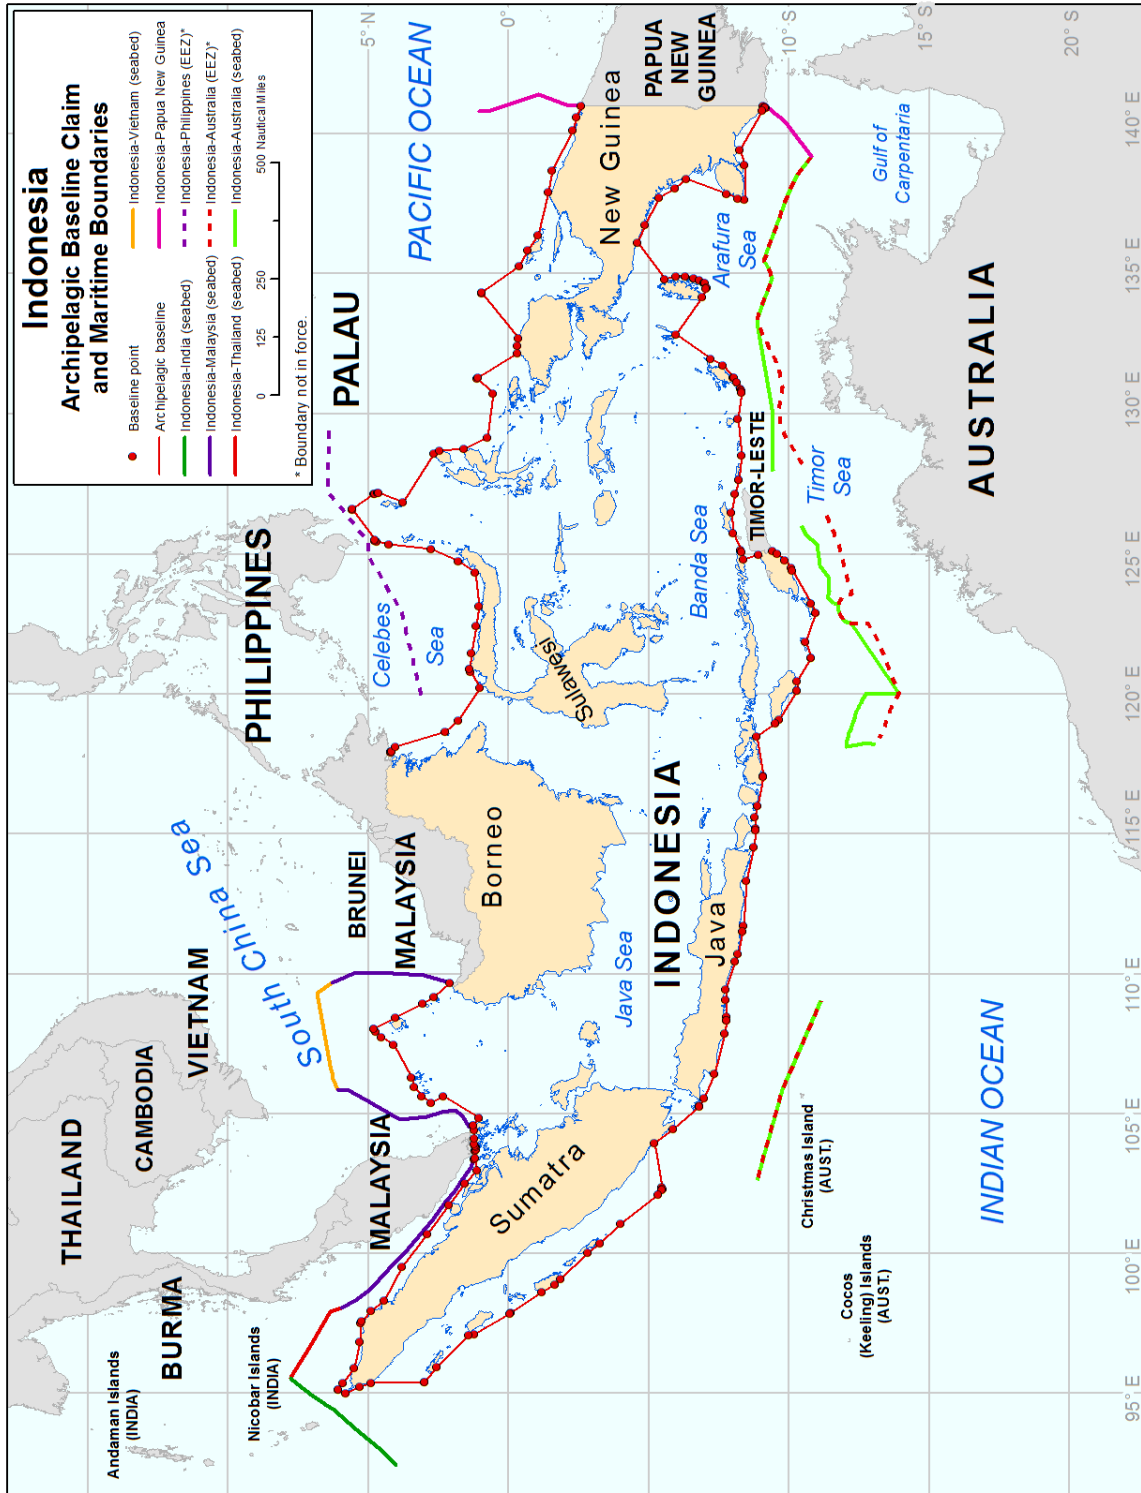 Indonesia
Archipelagic Baseline Claim
and Maritime Boundaries
Baseline point
Archipelagic baseline
Indonesia-India (seabed)
Indonesia-Malaysia (seabed)
Indonesia-Thailand (seabed)
Indonesia-Vietnam (seabed)
Indonesia-Papua New Guinea
Indonesia-Philippines (EEZ)*
Indonesia-Australia (EEZ)*
Indonesia-Australia (seabed)
0 125 250 500 Nautical Miles
* Boundary not in force.
Andaman Islands
(INDIA)
BURMA
THAILAND
CAMBODIA
VIETNAM
South China Sea
PHILIPPINES
PALAU
PACIFIC OCEAN
Nicobar Islands
(INDIA)
MALAYSIA
BRUNEI
MALAYSIA
Celebes
Sea
Sumatra
Borneo
Sulawesi
New Guinea
PAPUA
NEW
GUINEA
Java Sea
INDONESIA
Banda Sea
Java
TIMOR-LESTE
Arafura
Sea
Timor
Sea
Gulf of
Carpentaria
Christmas Island
(AUST.)
Cocos
(Keeling) Islands
(AUST.)
INDIAN OCEAN
AUSTRALIA
5° N
0°
10° S
15° S
20° S
95° E
100° E
105° E
110° E
115° E
120° E
125° E
130° E
135° E
140° E